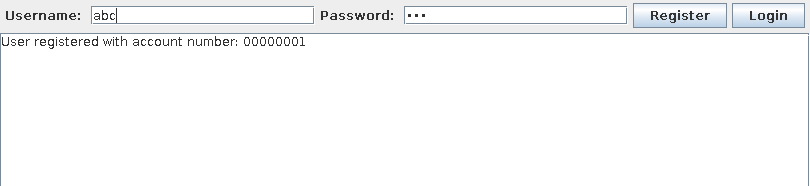 Username: abc Password: ••• Register Login
User registered with account number: 00000001